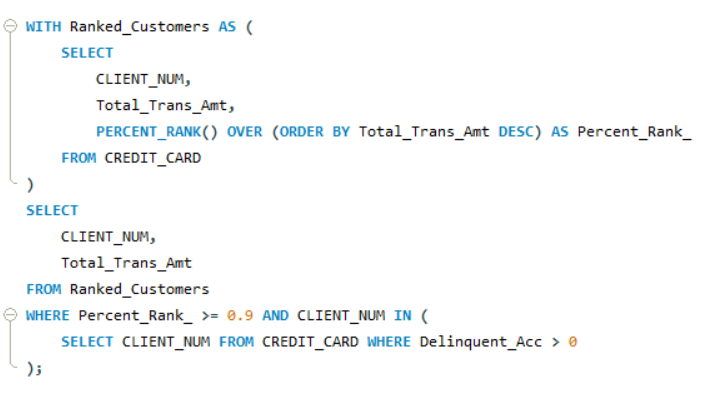 WITH Ranked_Customers AS (
SELECT
CLIENT_NUM,
Total_Trans_Amt,
PERCENT_RANK() OVER (ORDER BY Total_Trans_Amt DESC) AS Percent_Rank_
FROM CREDIT_CARD
)
SELECT
CLIENT_NUM,
Total_Trans_Amt
FROM Ranked_Customers
WHERE Percent_Rank_ >= 0.9 AND CLIENT_NUM IN (
SELECT CLIENT_NUM FROM CREDIT_CARD WHERE Delinquent_Acc > 0
);